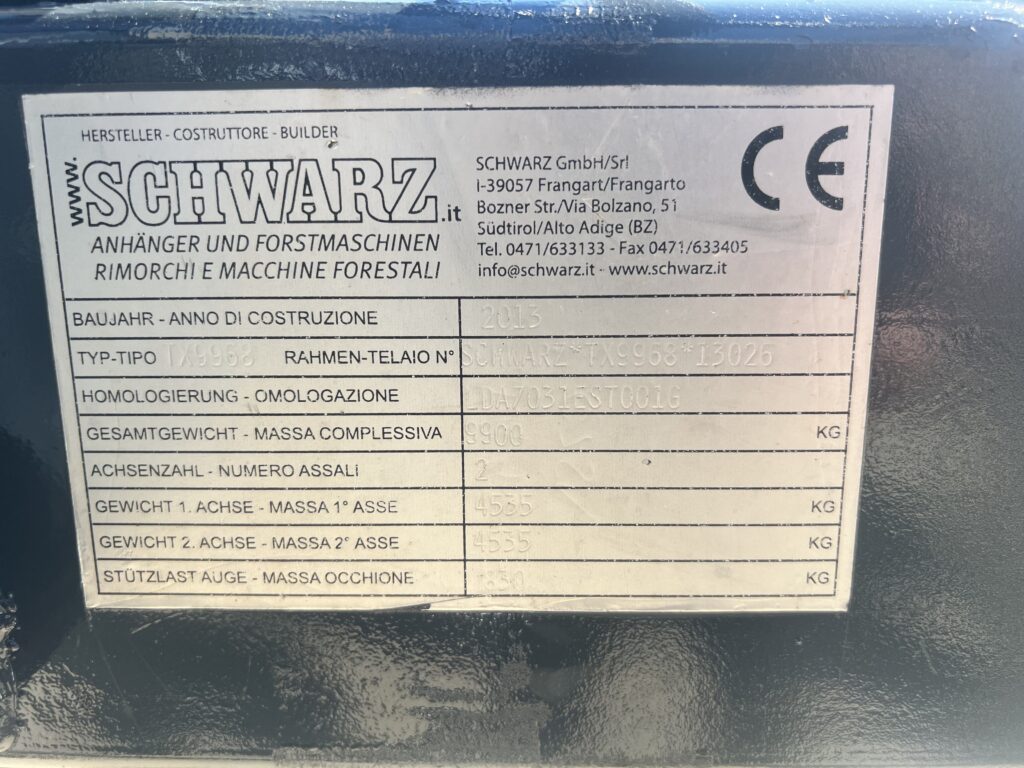 HERSTELLER - COSTRUTTORE - BUILDER
www.SCHWARZ.it
ANHÄNGER UND FORSTMASCHINEN
RIMORCHI E MACCHINE FORESTALI
SCHWARZ GmbH/Srl
I-39057 Frangart/Frangarto
Bozner Str./Via Bolzano, 51
Südtirol/Alto Adige (BZ)
Tel. 0471/633133 - Fax 0471/633405
info@schwarz.it - www.schwarz.it
CE
BAUJAHR - ANNO DI COSTRUZIONE 2013
TYP-TIPO TX9968 RAHMEN-TELAIO N° SCHWARZ*TX9968*13026
HOMOLOGIERUNG - OMOLOGAZIONE
GESAMTGEWICHT - MASSA COMPLESSIVA 9900 KG
ACHSENZAHL - NUMERO ASSALI 2
GEWICHT 1. ACHSE - MASSA 1° ASSE 4535 KG
GEWICHT 2. ACHSE - MASSA 2° ASSE 4535 KG
STÜTZLAST AUGE - MASSA OCCHIONE KG